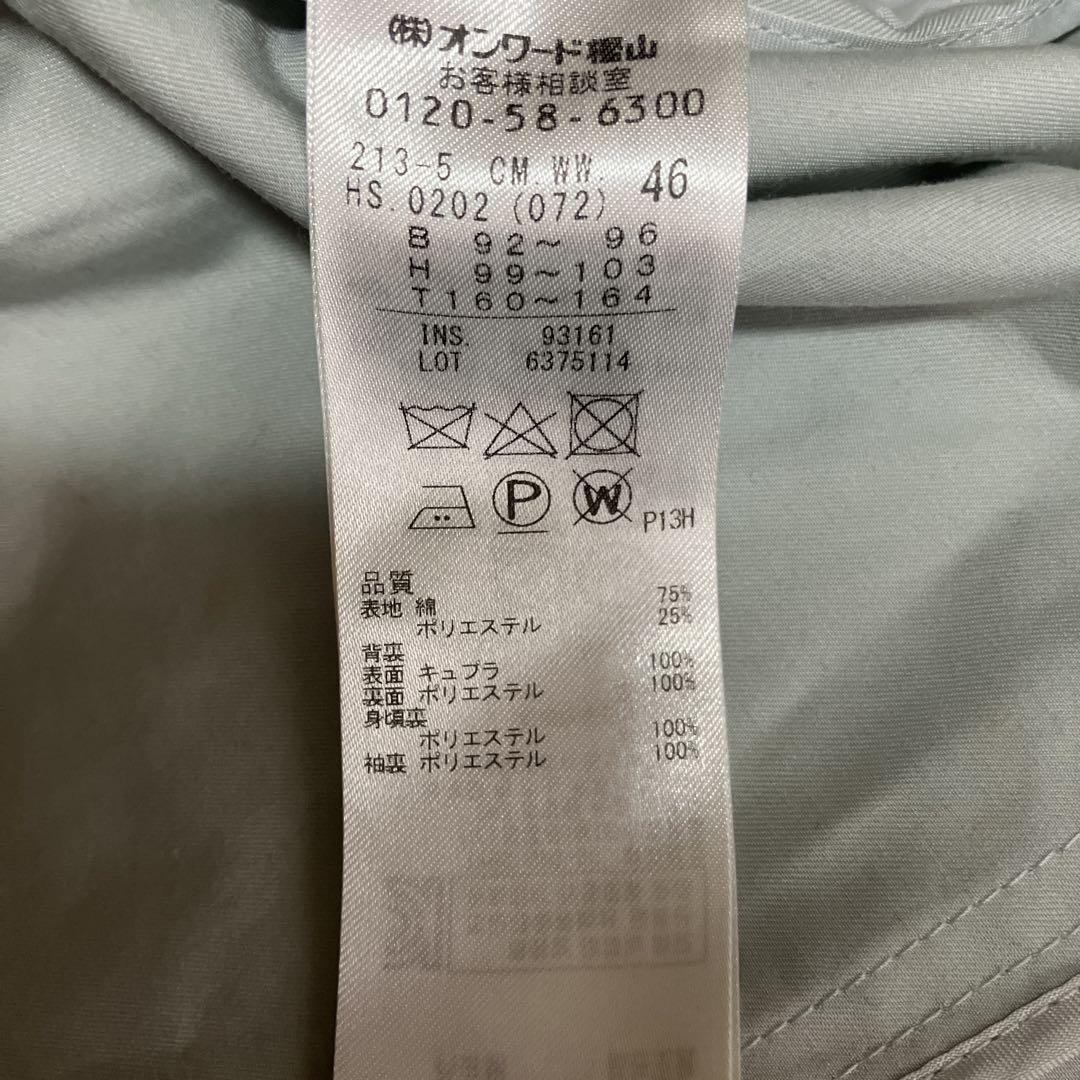 (株)オンワード樫山
お客様相談室
0120-58-6300
213-5 CM.WW. 46
HS.0202(072)
B 92～ 96
H 99～103
T160～164
INS. 93161
LOT 6375114
P W P13H
品質
表地 綿 75%
ポリエステル 25%
背裏
表面 キュプラ 100%
裏面 ポリエステル 100%
身頃裏
ポリエステル 100%
袖裏 ポリエステル 100%